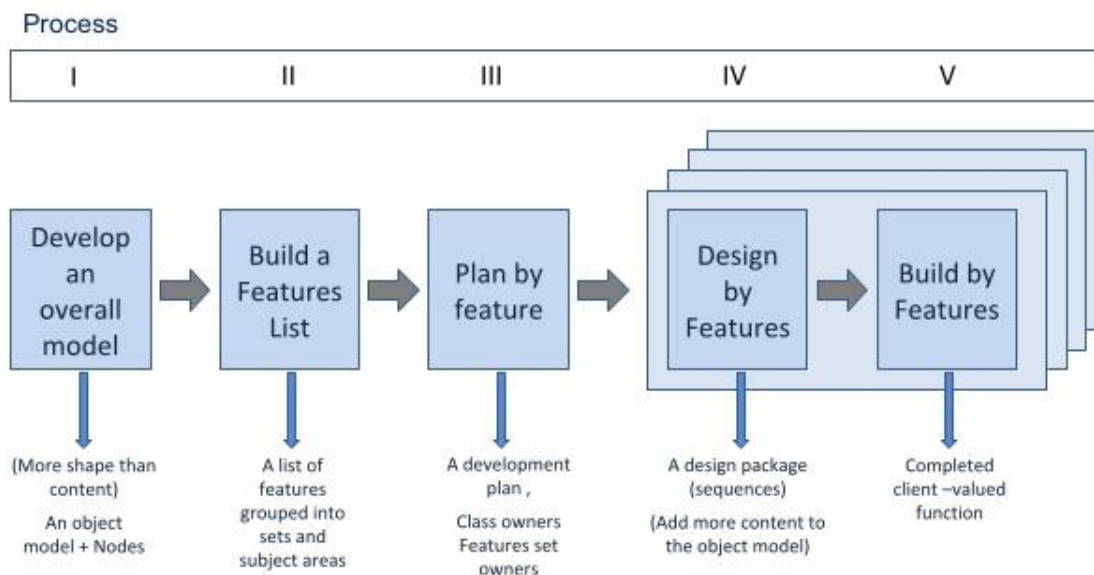 Process
I II III IV V
Develop
an
overall
model
Build a
Features
List
Plan by
feature
Design
by
Features
Build by
Features
(More shape than
content)
An object
model + Nodes
A list of
features
grouped into
sets and
subject areas
A development
plan ,
Class owners
Features set
owners
A design package
(sequences)
(Add more content to
the object model)
Completed
client –valued
function